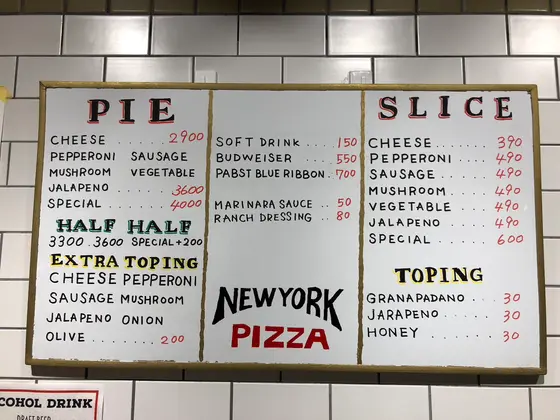 PIE
CHEESE ...... 2900
PEPPERONI SAUSAGE
MUSHROOM VEGETABLE
JALAPENO ..... 3600
SPECIAL ..... 4000
HALF HALF
3300 . 3600 SPECIAL +200
EXTRA TOPING
CHEESE PEPPERONI
SAUSAGE MUSHROOM
JALAPENO ONION
OLIVE ........ 200
SOFT DRINK ... 150
BUDWEISER ... 550
PABST BLUE RIBBON . 700
MARINARA SAUCE .. 50
RANCH DRESSING .. 80
NEWYORK
PIZZA
SLICE
CHEESE ....... 390
PEPPERONI .... 490
SAUSAGE ..... 490
MUSHROOM .... 490
VEGETABLE .... 490
JALAPENO .... 490
SPECIAL ..... 600
TOPING
GRANAPADANO .... 30
JARAPENO .... 30
HONEY ...... 30
COHOL DRINK
DRAFT BEER